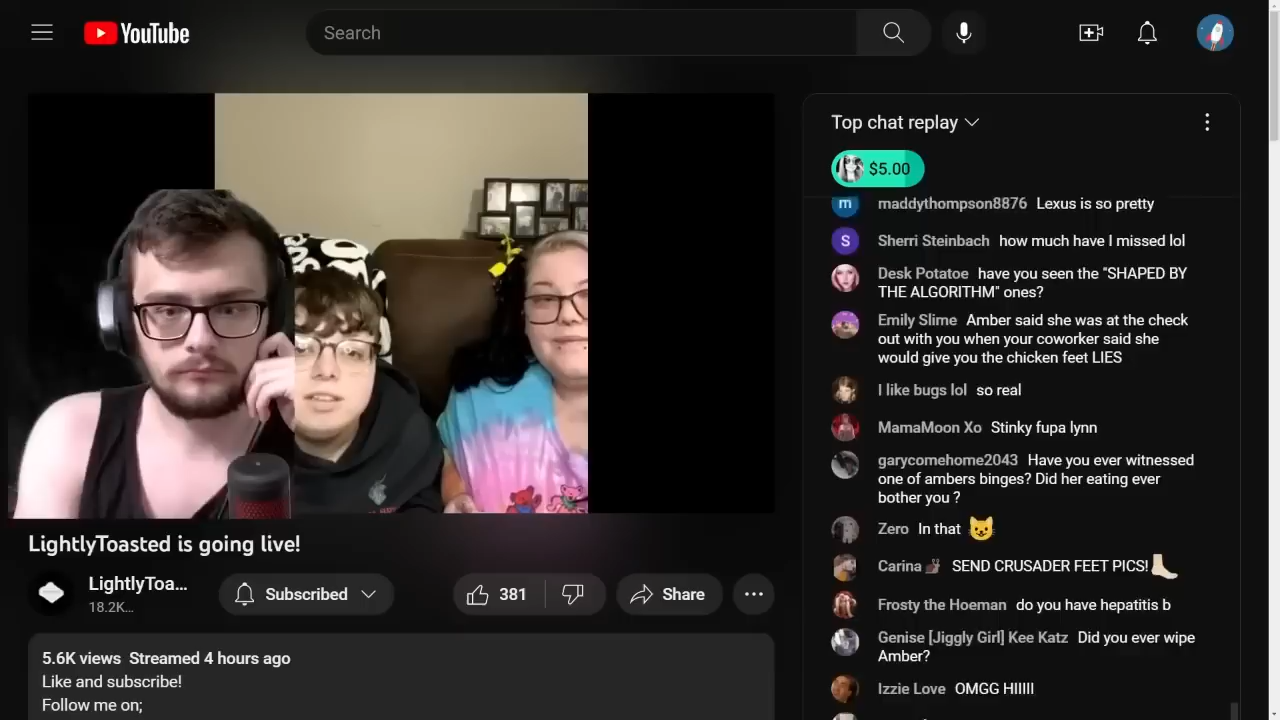 YouTube
Search
Top chat replay
$5.00
m maddythompson8876 Lexus is so pretty
S Sherri Steinbach how much have I missed lol
Desk Potatoe have you seen the "SHAPED BY
THE ALGORITHM" ones?
Emily Slime Amber said she was at the check
out with you when your coworker said she
would give you the chicken feet LIES
I like bugs lol so real
MamaMoon Xo Stinky fupa lynn
garycomehome2043 Have you ever witnessed
one of ambers binges? Did her eating ever
bother you ?
Zero In that
Carina SEND CRUSADER FEET PICS!
Frosty the Hoeman do you have hepatitis b
Genise [Jiggly Girl] Kee Katz Did you ever wipe
Amber?
Izzie Love OMGG HIIIII
LightlyToasted is going live!
LightlyToa...
18.2K...
Subscribed
381
Share
5.6K views Streamed 4 hours ago
Like and subscribe!
Follow me on;